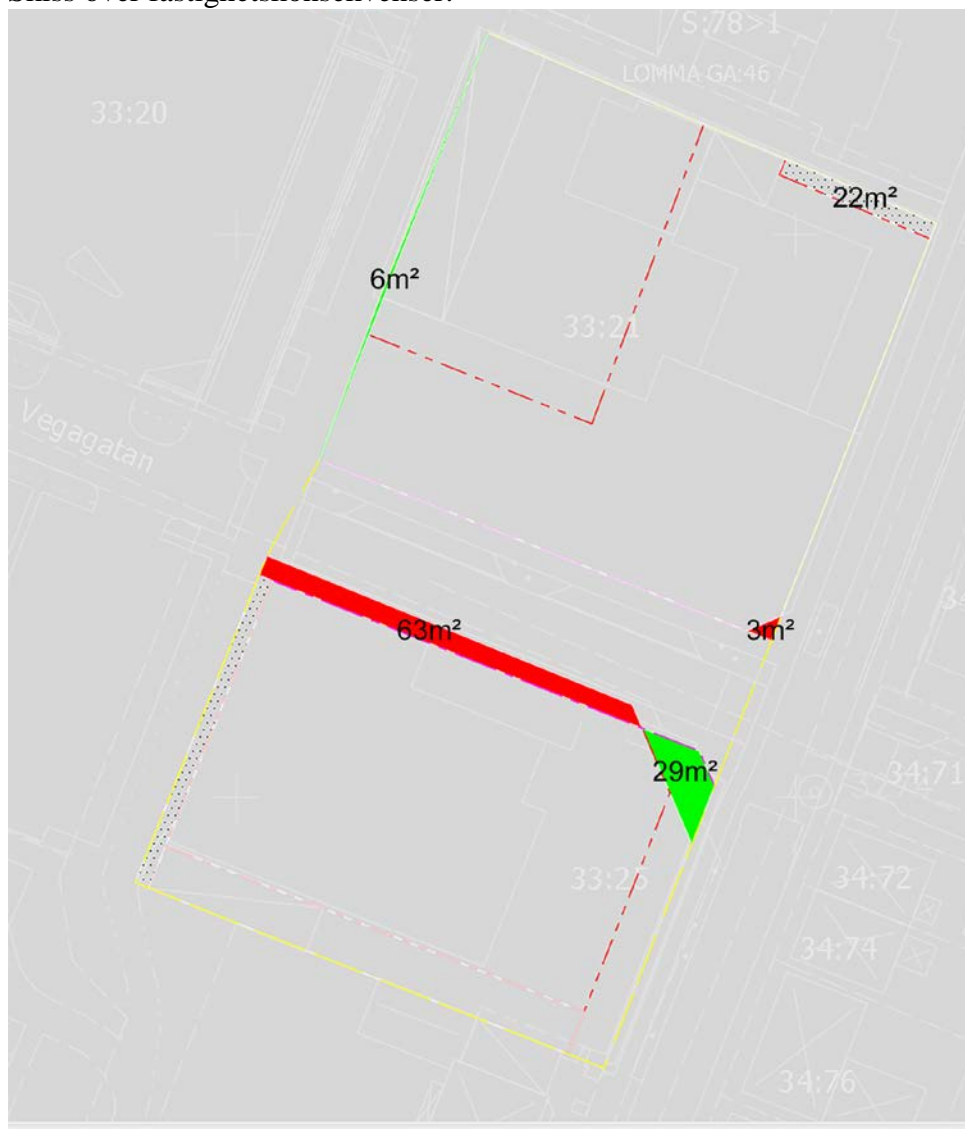 Skiss över fastighetskonsekvenser.
S:78>1
LOMMA GA:46
33:20
22m²
6m²
33:21
Vegagatan
63m²
3m²
29m²
34:71
33:25
34:72
34:74
34:76